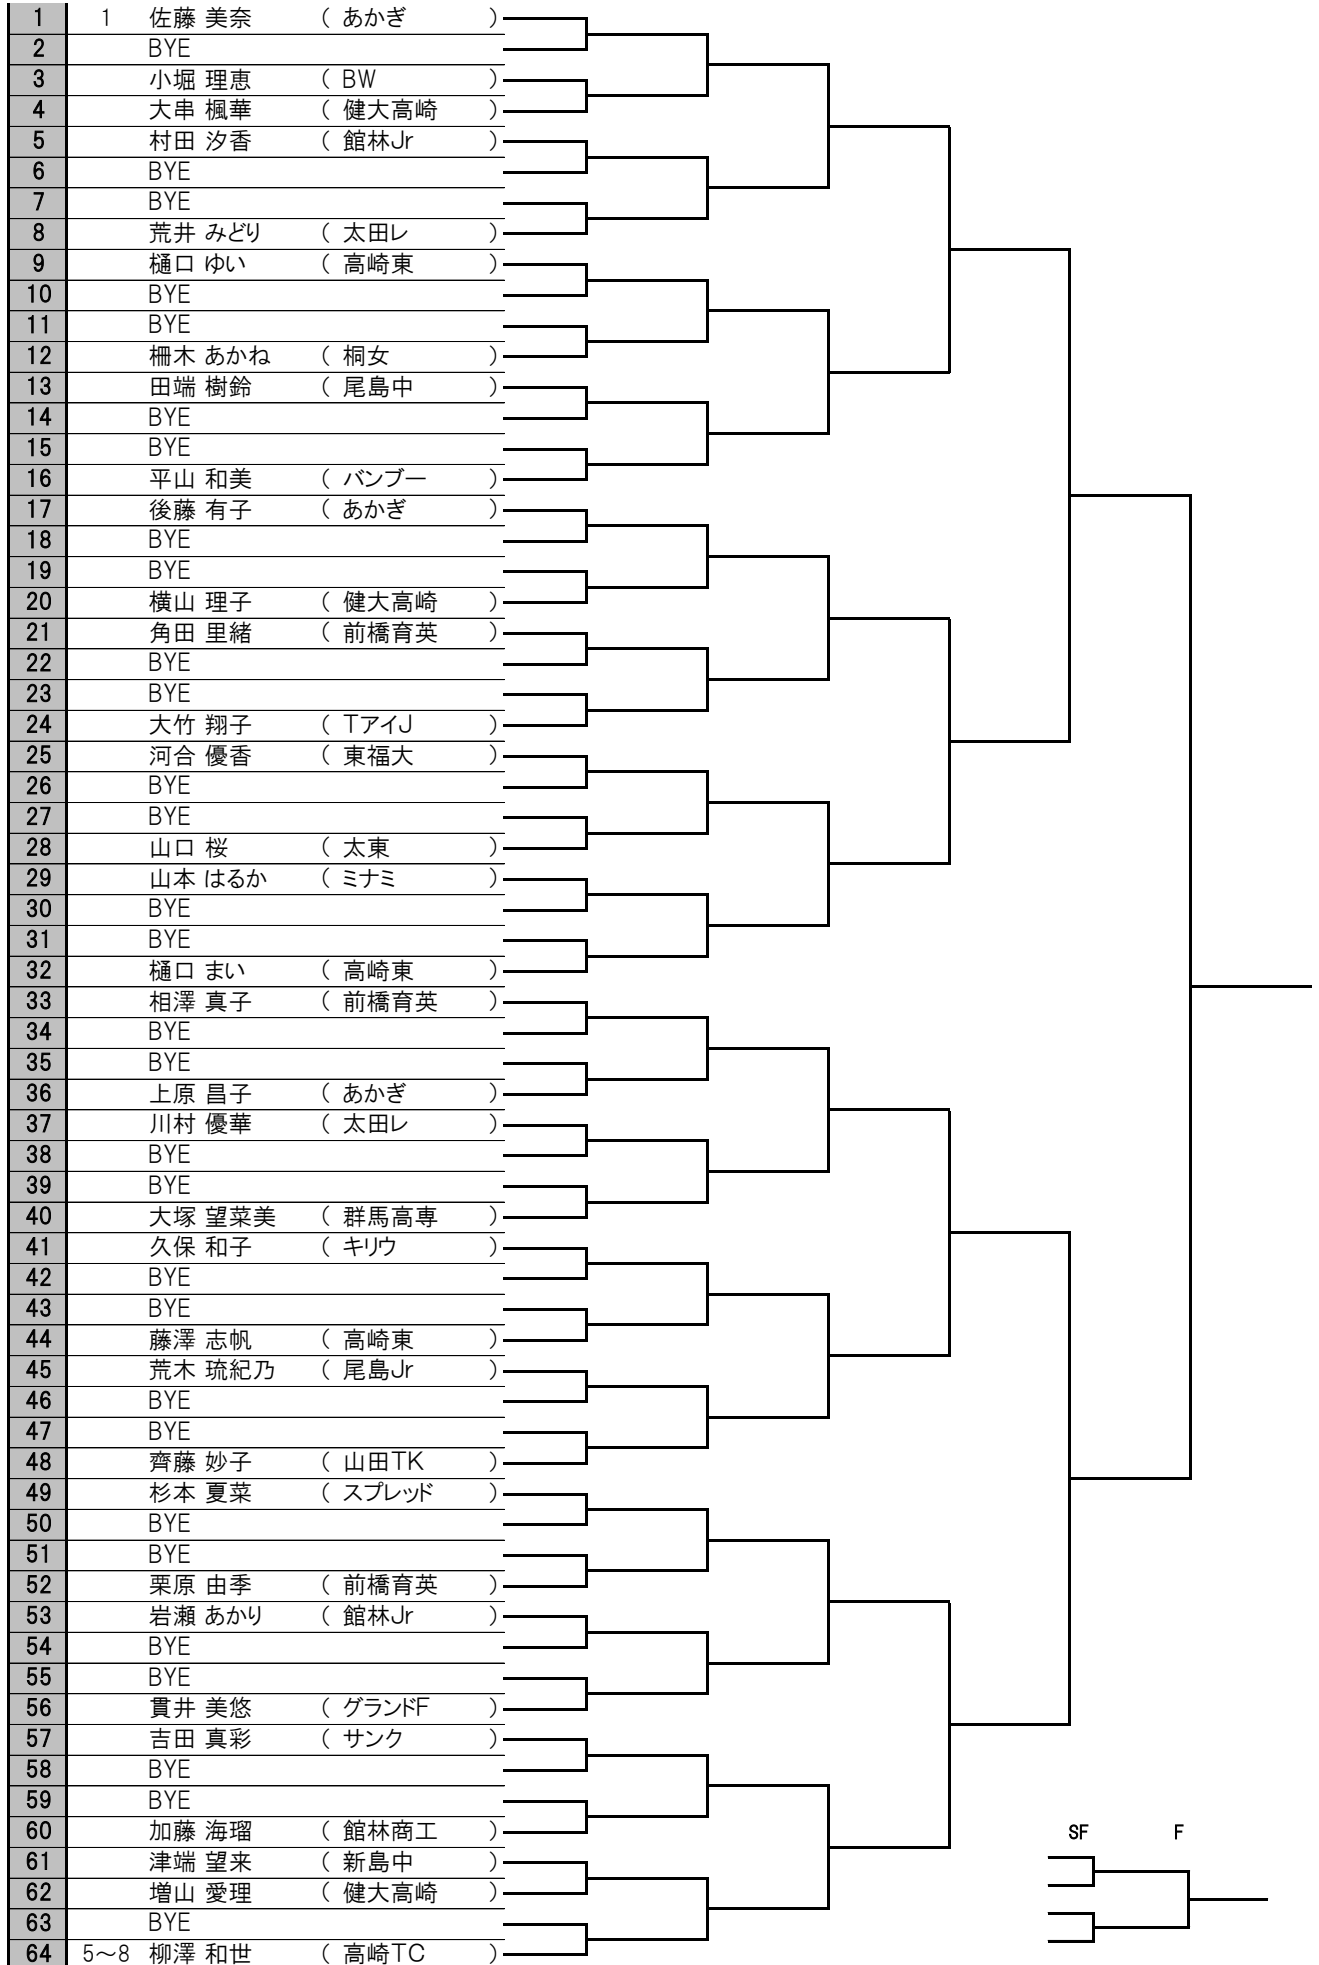 1 1 佐藤 美奈 ( あかぎ )
2 BYE
3 小堀 理恵 ( BW )
4 大串 楓華 ( 健大高崎 )
5 村田 汐香 ( 館林Jr )
6 BYE
7 BYE
8 荒井 みどり ( 太田レ )
9 樋口 ゆい ( 高崎東 )
10 BYE
11 BYE
12 柵木 あかね ( 桐女 )
13 田端 樹鈴 ( 尾島中 )
14 BYE
15 BYE
16 平山 和美 ( バンブー )
17 後藤 有子 ( あかぎ )
18 BYE
19 BYE
20 横山 理子 ( 健大高崎 )
21 角田 里緒 ( 前橋育英 )
22 BYE
23 BYE
24 大竹 翔子 ( TアイJ )
25 河合 優香 ( 東福大 )
26 BYE
27 BYE
28 山口 桜 ( 太東 )
29 山本 はるか ( ミナミ )
30 BYE
31 BYE
32 樋口 まい ( 高崎東 )
33 相澤 真子 ( 前橋育英 )
34 BYE
35 BYE
36 上原 昌子 ( あかぎ )
37 川村 優華 ( 太田レ )
38 BYE
39 BYE
40 大塚 望菜美 ( 群馬高専 )
41 久保 和子 ( キリウ )
42 BYE
43 BYE
44 藤澤 志帆 ( 高崎東 )
45 荒木 琉紀乃 ( 尾島Jr )
46 BYE
47 BYE
48 齊藤 妙子 ( 山田TK )
49 杉本 夏菜 ( スプレッド )
50 BYE
51 BYE
52 栗原 由季 ( 前橋育英 )
53 岩瀬 あかり ( 館林Jr )
54 BYE
55 BYE
56 貫井 美悠 ( グランドF )
57 吉田 真彩 ( サンク )
58 BYE
59 BYE
60 加藤 海瑠 ( 館林商工 )
SF F
61 津端 望来 ( 新島中 )
62 増山 愛理 ( 健大高崎 )
63 BYE
64 5～8 柳澤 和世 ( 高崎TC )